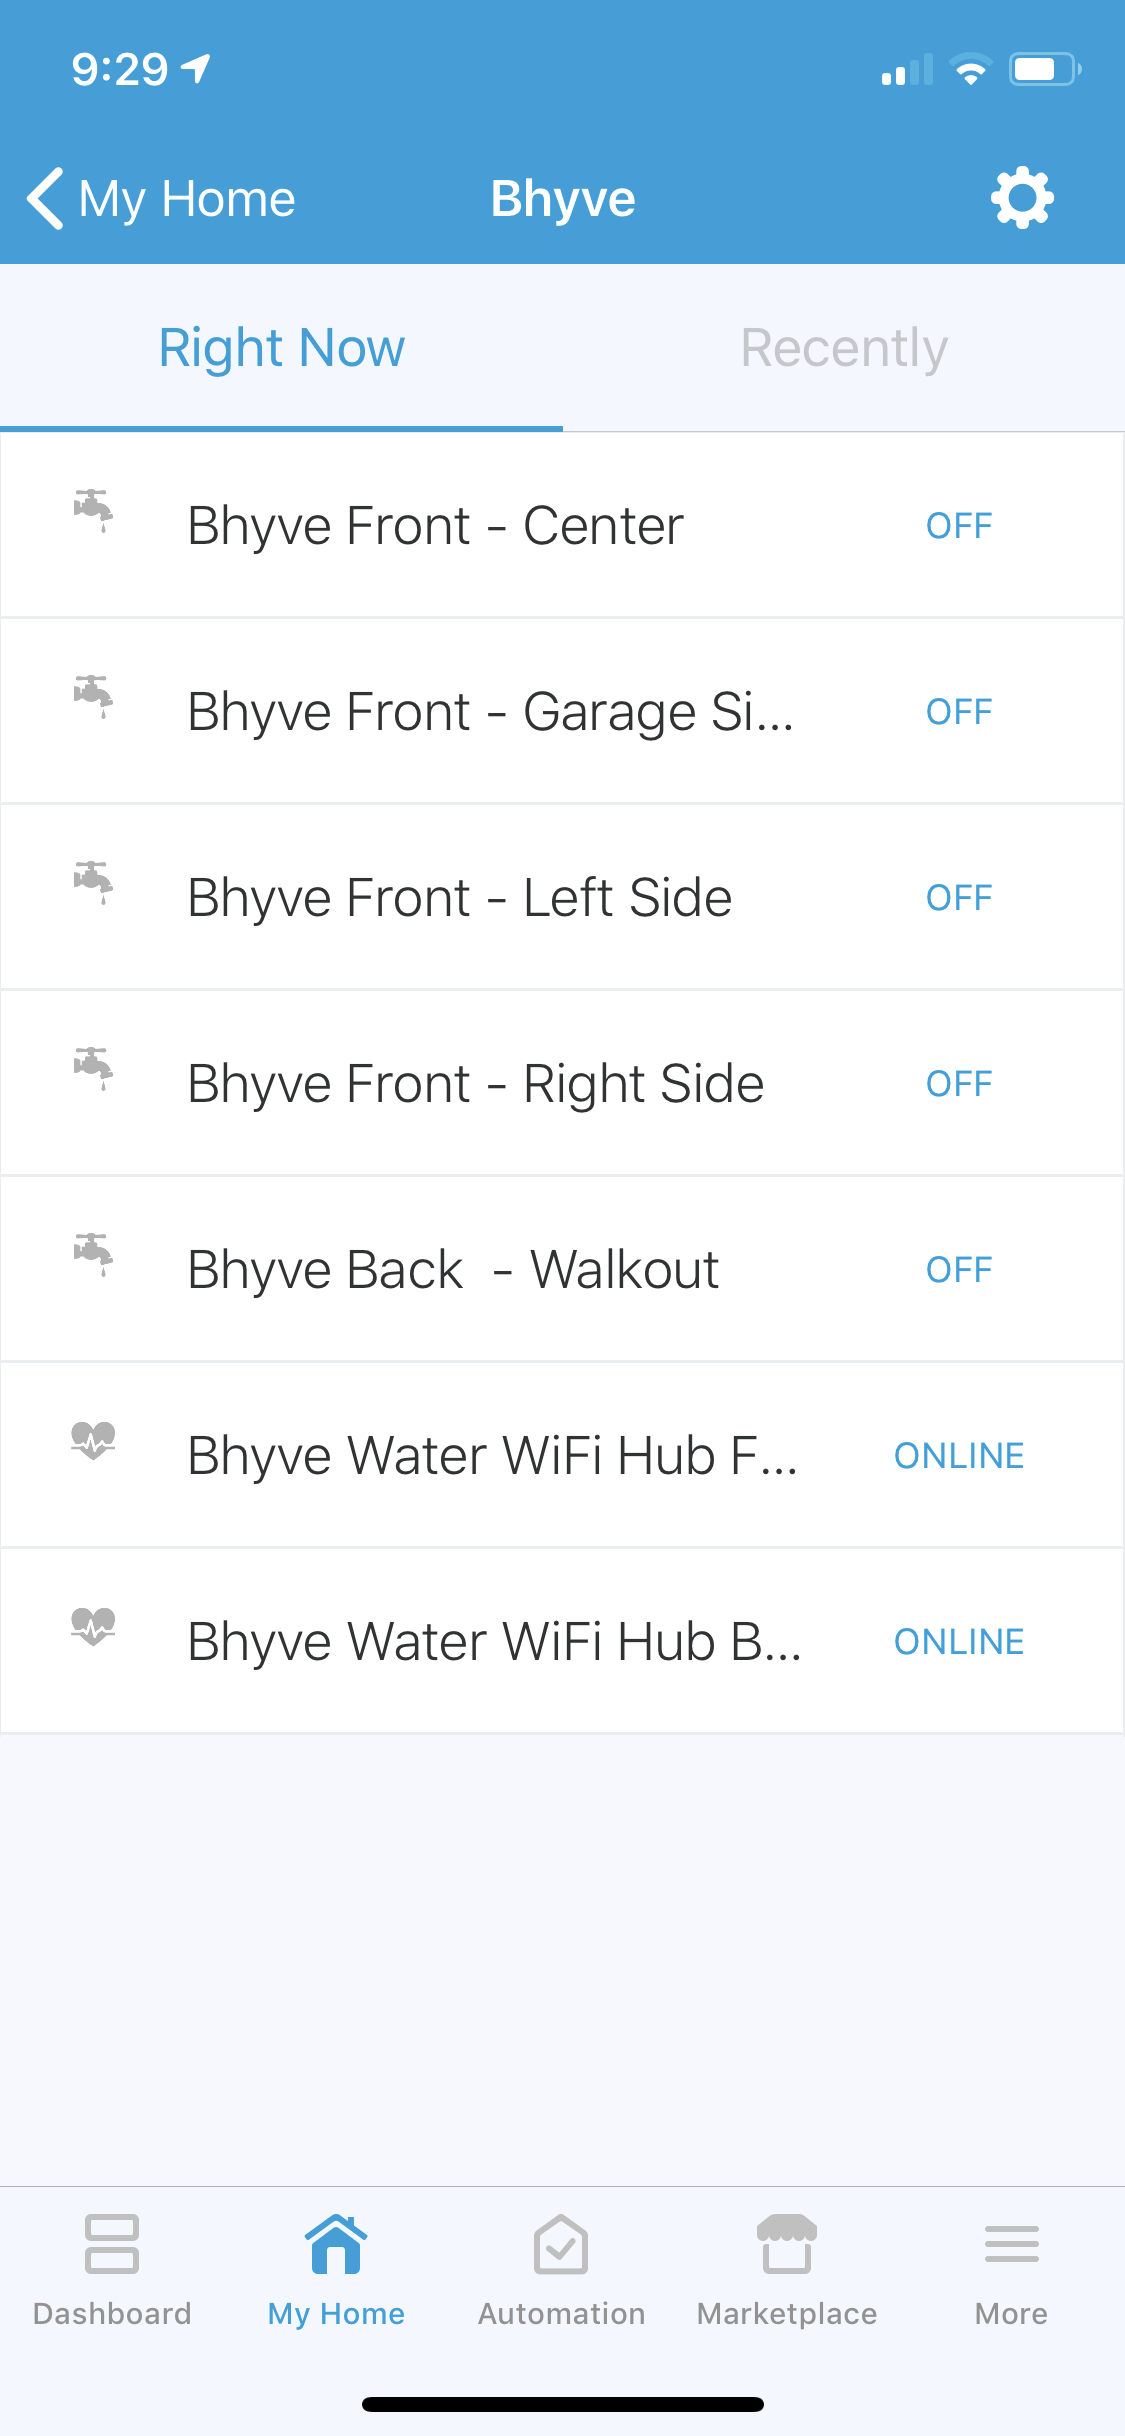 9:29
My Home
Bhyve
Right Now
Recently
Bhyve Front - Center
OFF
Bhyve Front - Garage Si...
OFF
Bhyve Front - Left Side
OFF
Bhyve Front - Right Side
OFF
Bhyve Back  - Walkout
OFF
Bhyve Water WiFi Hub F...
ONLINE
Bhyve Water WiFi Hub B...
ONLINE
Dashboard
My Home
Automation
Marketplace
More